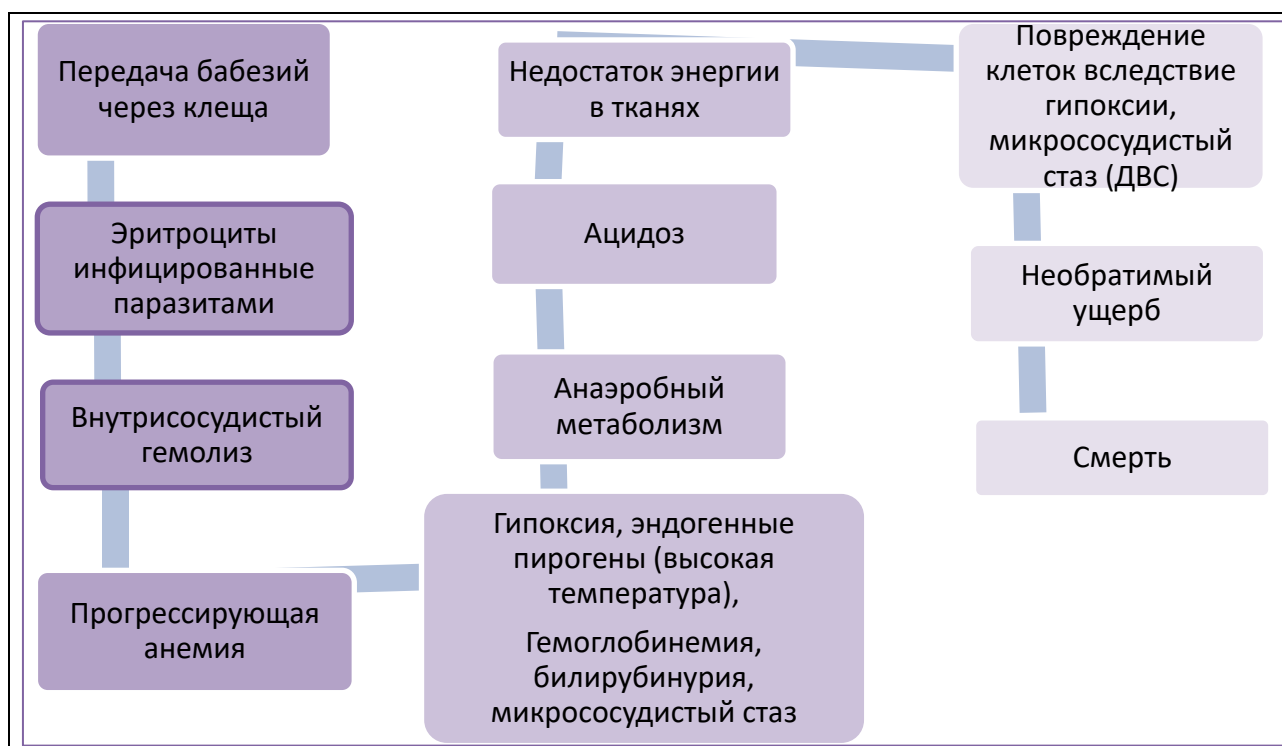 Передача бабезий
через клеща
Эритроциты
инфицированные
паразитами
Внутрисосудистый
гемолиз
Прогрессирующая
анемия
Гипоксия, эндогенные
пирогены (высокая
температура),
Гемоглобинемия,
билирубинурия,
микрососудистый стаз
Анаэробный
метаболизм
Ацидоз
Недостаток энергии
в тканях
Повреждение
клеток вследствие
гипоксии,
микрососудистый
стаз (ДВС)
Необратимый
ущерб
Смерть